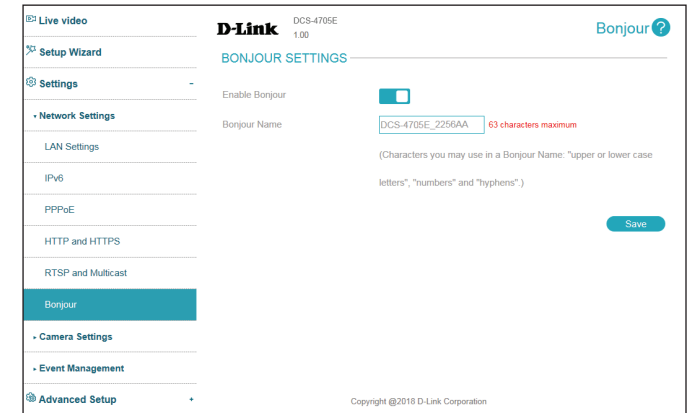 Live video
Setup Wizard
Settings -
Network Settings
LAN Settings
IPv6
PPPoE
HTTP and HTTPS
RTSP and Multicast
Bonjour
Camera Settings
Event Management
Advanced Setup +
D-Link DCS-4705E
1.00
Bonjour ?
BONJOUR SETTINGS
Enable Bonjour
Bonjour Name DCS-4705E_2256AA 63 characters maximum
(Characters you may use in a Bonjour Name: "upper or lower case
letters", "numbers" and "hyphens".)
Save
Copyright @2018 D-Link Corporation